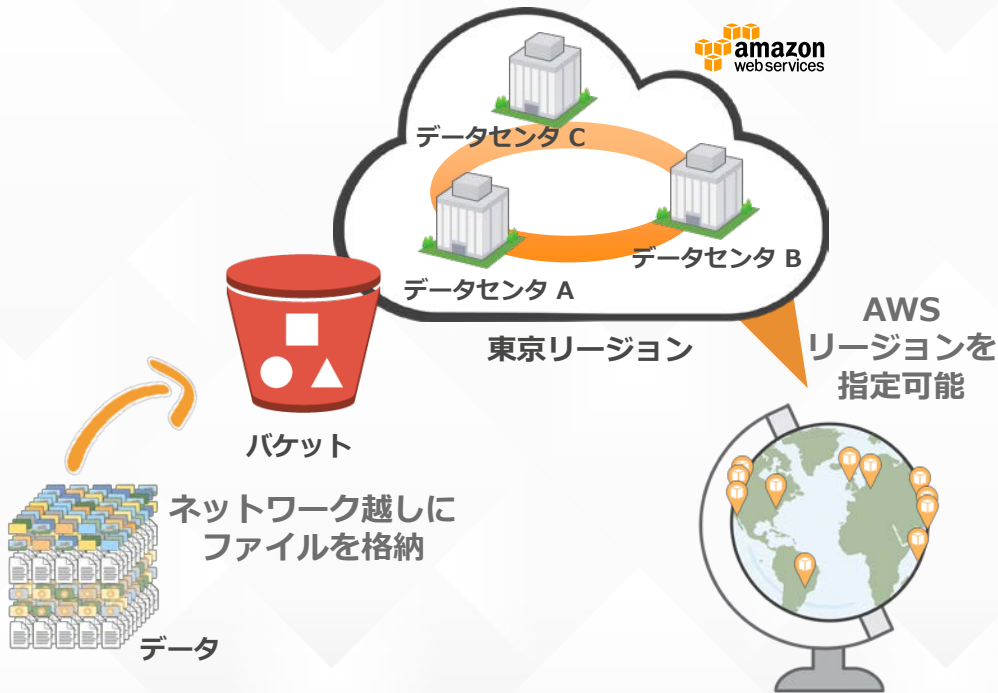 amazon
webservices
データセンタ C
データセンタ B
データセンタ A
東京リージョン
AWS
リージョンを
指定可能
バケット
ネットワーク越しに
ファイルを格納
データ